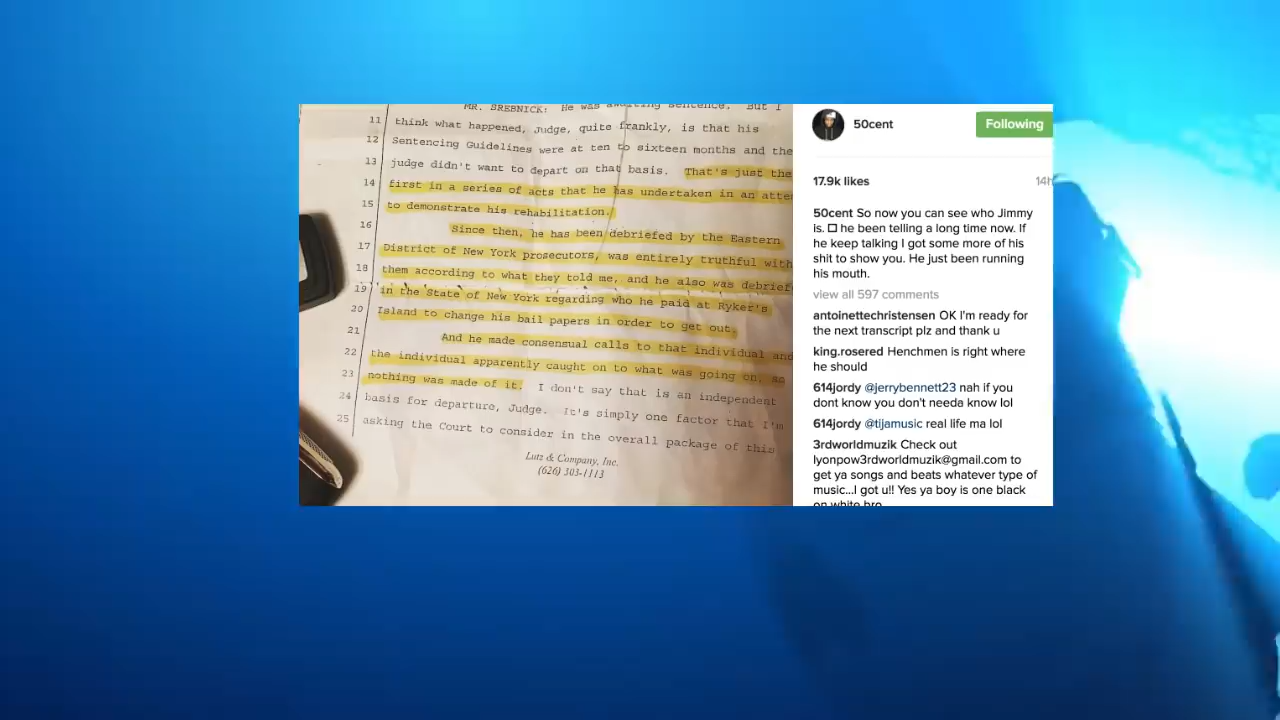 MR. SREBNICK: He was awaiting sentence. But I
11 think what happened, Judge, quite frankly, is that his
12 Sentencing Guidelines were at ten to sixteen months and the
13 judge didn't want to depart on that basis. That's just the
14 first in a series of acts that he has undertaken in an atte
15 to demonstrate his rehabilitation.
16 Since then, he has been debriefed by the Eastern
17 District of New York prosecutors, was entirely truthful with
18 them according to what they told me, and he also was debrief
19 in the State of New York regarding who he paid at Ryker's
20 Island to change his bail papers in order to get out.
21 And he made consensual calls to that individual and
22 the individual apparently caught on to what was going on, so
23 nothing was made of it. I don't say that is an independent
24 basis for departure, Judge. It's simply one factor that I'm
25 asking the Court to consider in the overall package of this
Lutz & Company, Inc.
(626) 303-1113
50cent
Following
17.9k likes
14h
50cent So now you can see who Jimmy
is. he been telling a long time now. If
he keep talking I got some more of his
shit to show you. He just been running
his mouth.
view all 597 comments
antoinettechristensen OK I'm ready for
the next transcript plz and thank u
king.rosered Henchmen is right where
he should
614jordy @jerrybennett23 nah if you
dont know you don't needa know lol
614jordy @tijamusic real life ma lol
3rdworldmuzik Check out
lyonpow3rdworldmuzik@gmail.com to
get ya songs and beats whatever type of
music...I got u!! Yes ya boy is one black
on white bro